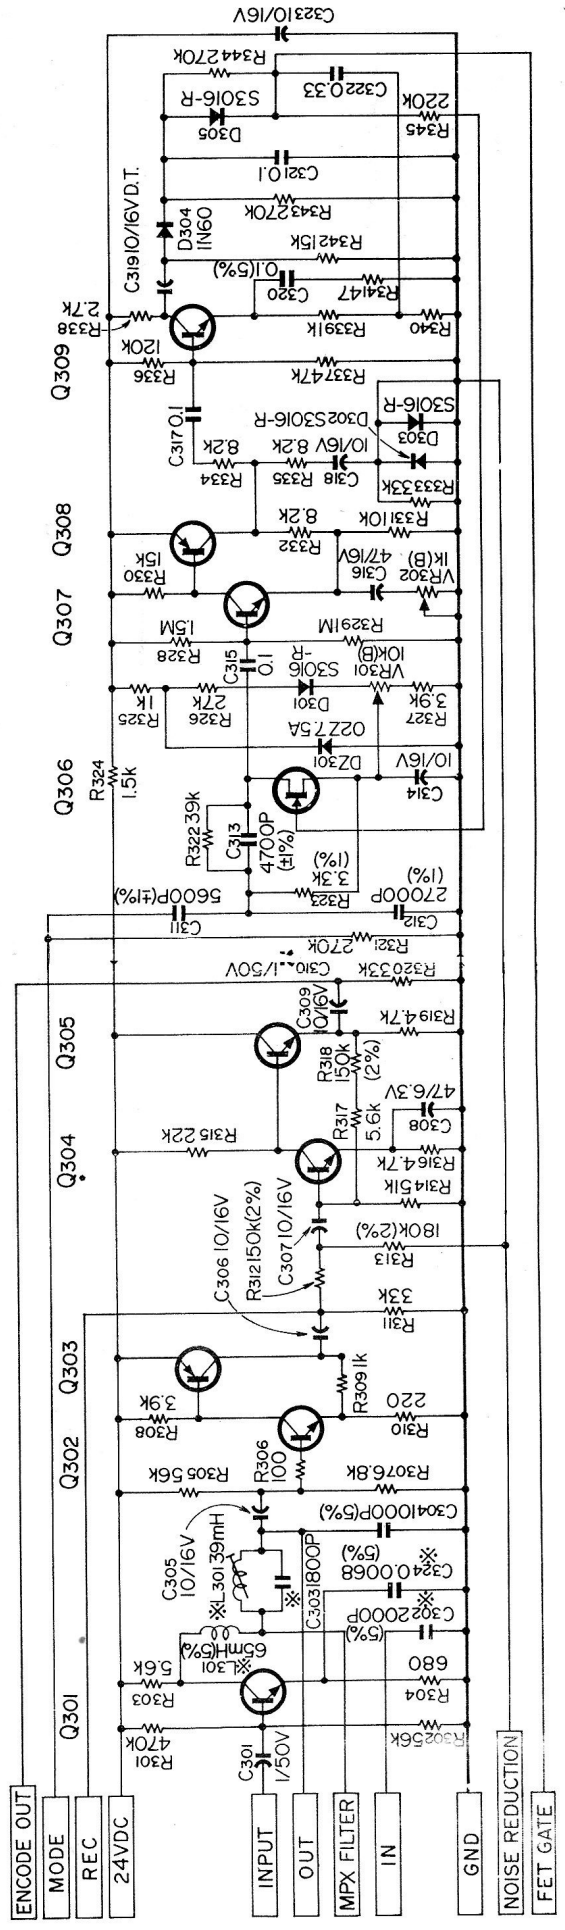 ENCODE OUT
MODE
REC
24VDC
INPUT
OUT
MPX FILTER
IN
GND
NOISE REDUCTION
FET GATE
Q301
Q302
Q303
Q304
Q305
Q306
Q307
Q308
Q309
R301
470k
R303
5.6k
C301
1/50V
※L301
65mH(5%)
※L301 39mH
C305
10/16V
C303 1800P
※
R302 56k
R304
680
C302 2000P
(5%)
※
C324 0.0068
(5%)
※
C304 1000P(5%)
R305 56k
R306
100
R307 6.8k
R308
3.9k
R309 1k
R310
220
C306 10/16V
R311
33k
R312 150k(2%)
C307 10/16V
R313
180k(2%)
R314 51k
R315 22k
R316 4.7k
C308
47/6.3V
R317
5.6k
R318
150k
(2%)
R319 4.7k
C309
10/16V
C310
1/50V
R320 33k
R321
270k
C311
5600P(±1%)
C312
27000P
(1%)
R322 39k
C313
4700P
(±1%)
R323
3.3k
(1%)
R324
1.5k
C314
10/16V
DZ301
02Z7.5A
R325
1k
R326
27k
D301
S3016
-R
VR301
10k(B)
R327
3.9k
C315
0.1
R328
1.5M
R329 1M
R330
15k
C316
47/16V
VR302
1k(B)
R331 10k
R332
8.2k
R333 33k
R334
8.2k
R335
8.2k
C318
10/16V
D302 S3016-R
D303
S3016-R
C317 0.1
R336
120k
R337 47k
R338
2.7k
R339 1k
R340
R341 47
C320
0.1(5%)
C319 10/16V D.T.
D304
1N60
R342 15k
R343 270k
C321 0.1
D305
S3016-R
R344 270k
C322 0.33
R345
220k
C323 10/16V